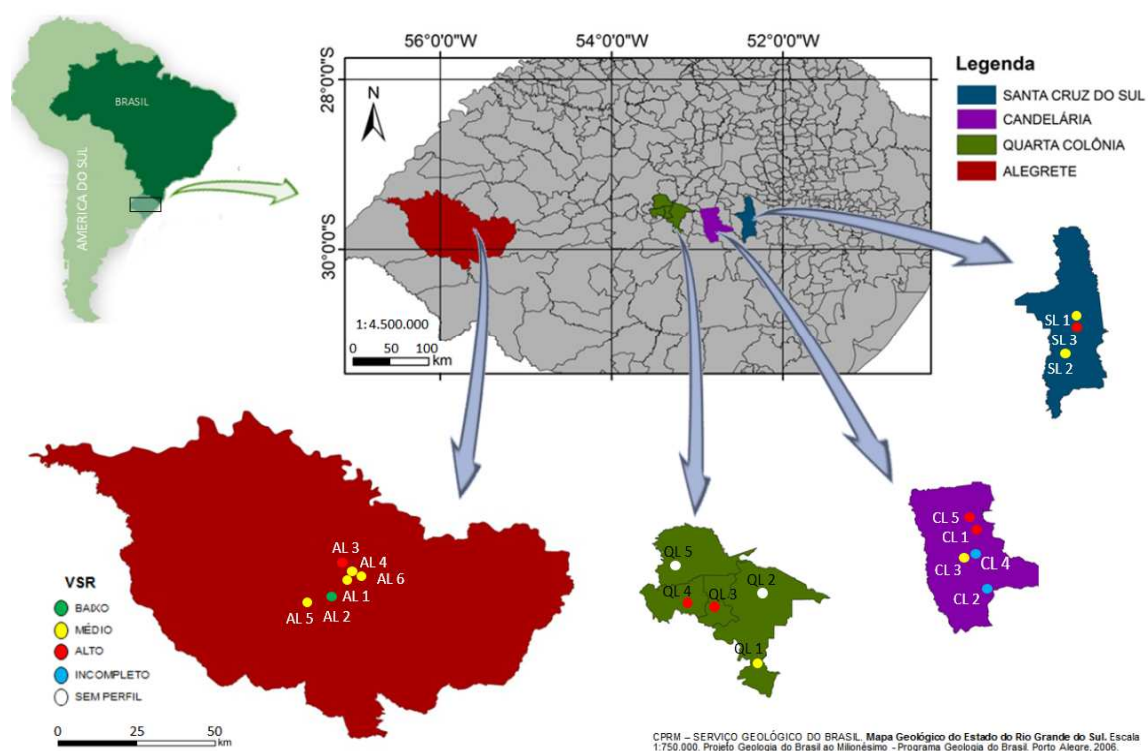 BRASIL
AMERICA DO SUL
56°0'0"W
54°0'0"W
52°0'0"W
28°0'0"S
30°0'0"S
N
1:4.500.000
0 50 100
km
Legenda
SANTA CRUZ DO SUL
CANDELÁRIA
QUARTA COLÔNIA
ALEGRETE
SL 1
SL 3
SL 2
CL 5
CL 1
CL 4
CL 3
CL 2
QL 5
QL 2
QL 4
QL 3
QL 1
AL 3
AL 4
AL 6
AL 1
AL 5
AL 2
VSR
BAIXO
MÉDIO
ALTO
INCOMPLETO
SEM PERFIL
0 25 50
km
CPRM – SERVIÇO GEOLÓGICO DO BRASIL. Mapa Geológico do Estado do Rio Grande do Sul. Escala
1:750.000. Projeto Geologia do Brasil ao Milionésimo - Programa Geologia do Brasil. Porto Alegre, 2006.